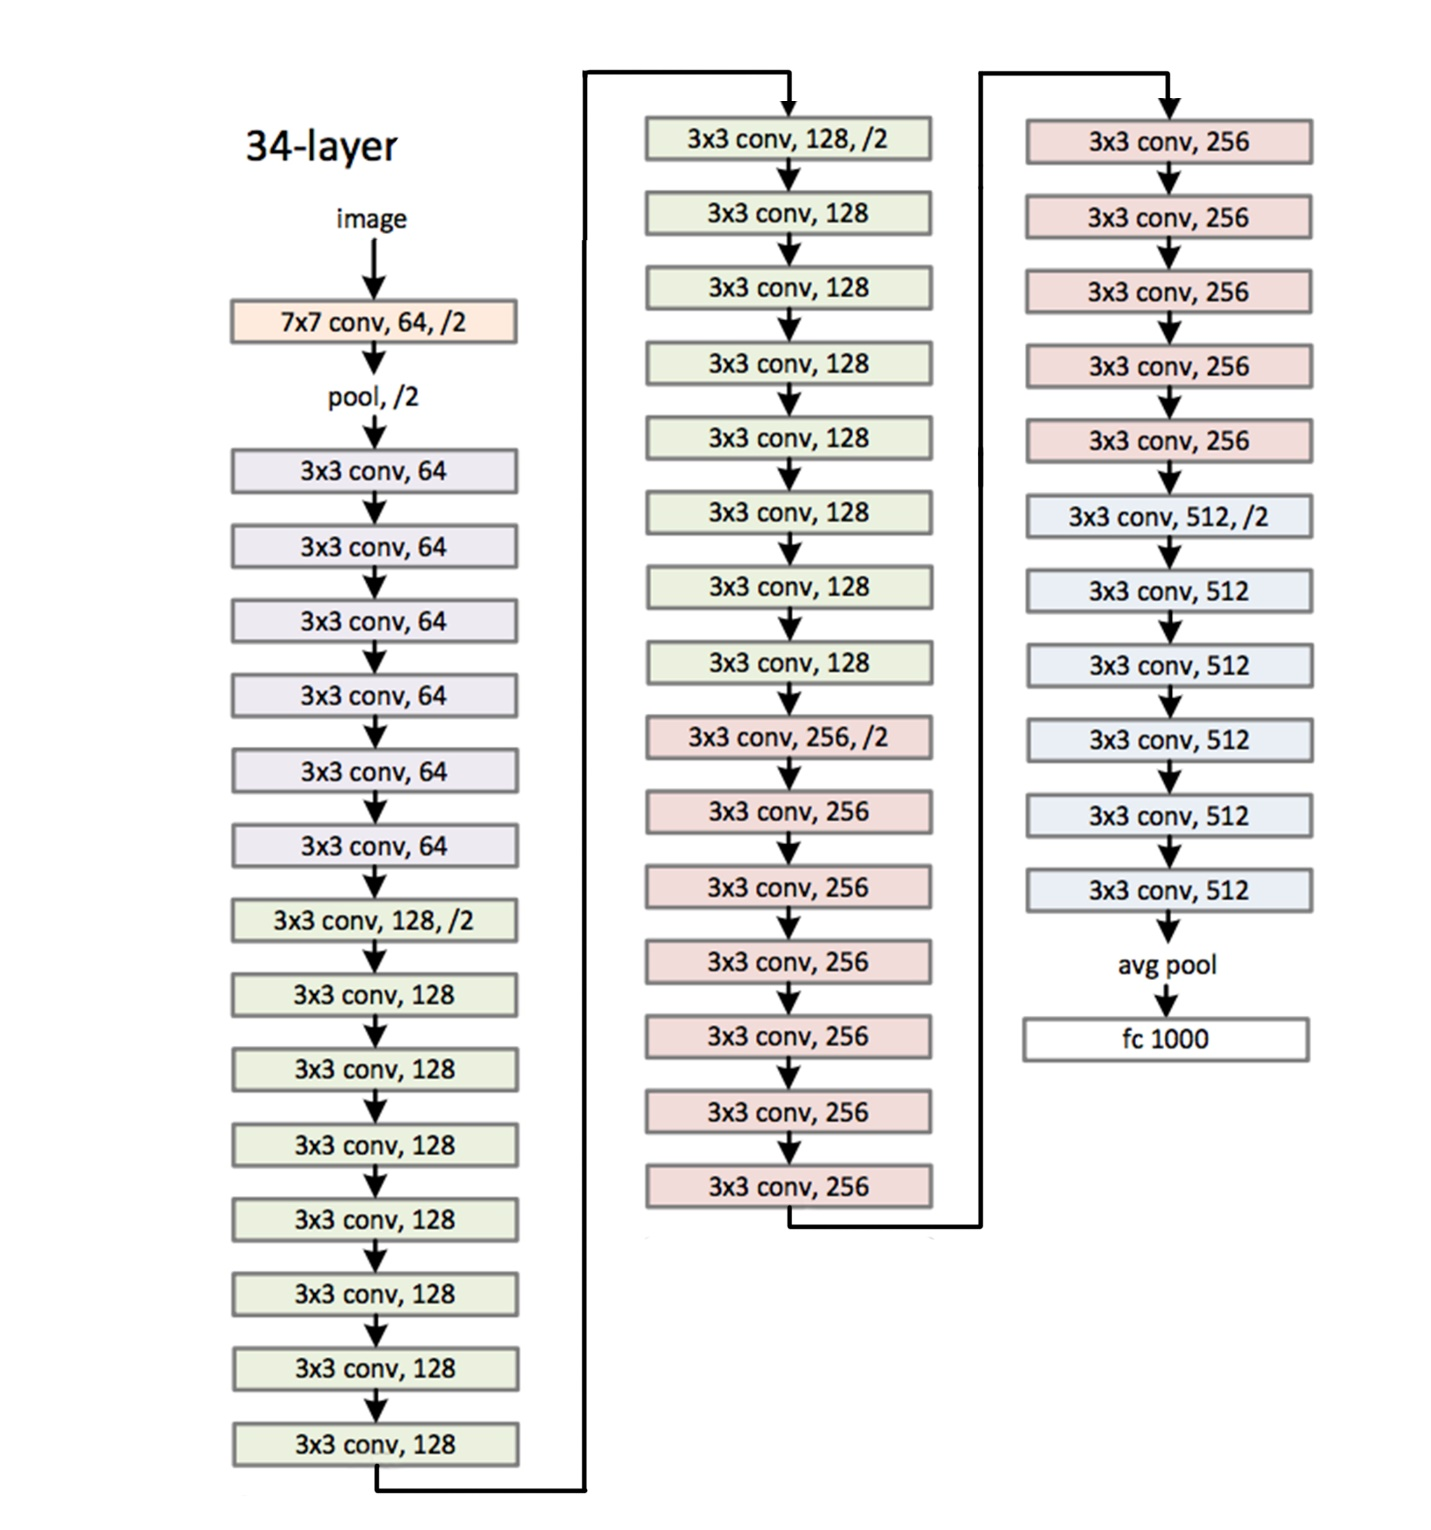 34-layer
image
7x7 conv, 64, /2
pool, /2
3x3 conv, 64
3x3 conv, 64
3x3 conv, 64
3x3 conv, 64
3x3 conv, 64
3x3 conv, 64
3x3 conv, 128, /2
3x3 conv, 128
3x3 conv, 128
3x3 conv, 128
3x3 conv, 128
3x3 conv, 128
3x3 conv, 128
3x3 conv, 128
3x3 conv, 128, /2
3x3 conv, 128
3x3 conv, 128
3x3 conv, 128
3x3 conv, 128
3x3 conv, 128
3x3 conv, 128
3x3 conv, 128
3x3 conv, 256, /2
3x3 conv, 256
3x3 conv, 256
3x3 conv, 256
3x3 conv, 256
3x3 conv, 256
3x3 conv, 256
3x3 conv, 256
3x3 conv, 256
3x3 conv, 256
3x3 conv, 256
3x3 conv, 256
3x3 conv, 512, /2
3x3 conv, 512
3x3 conv, 512
3x3 conv, 512
3x3 conv, 512
3x3 conv, 512
avg pool
fc 1000